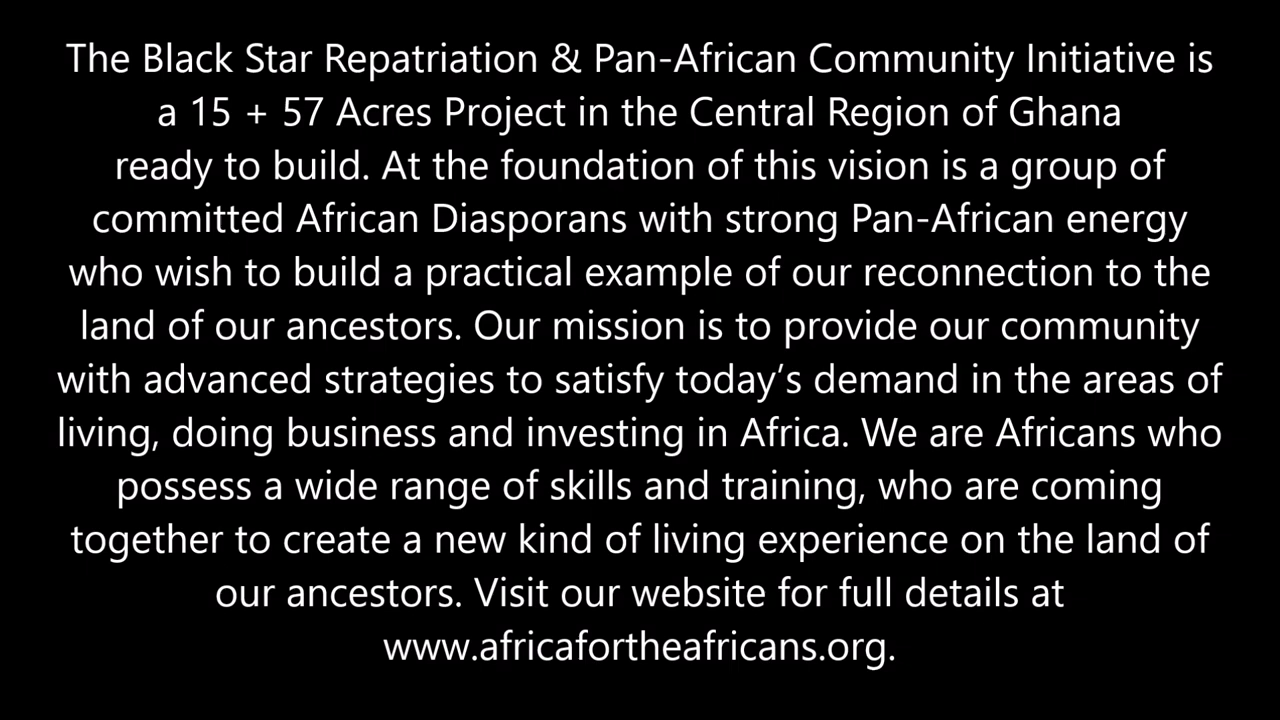 The Black Star Repatriation & Pan-African Community Initiative is
a 15 + 57 Acres Project in the Central Region of Ghana
ready to build. At the foundation of this vision is a group of
committed African Diasporans with strong Pan-African energy
who wish to build a practical example of our reconnection to the
land of our ancestors. Our mission is to provide our community
with advanced strategies to satisfy today’s demand in the areas of
living, doing business and investing in Africa. We are Africans who
possess a wide range of skills and training, who are coming
together to create a new kind of living experience on the land of
our ancestors. Visit our website for full details at
www.africafortheafricans.org.